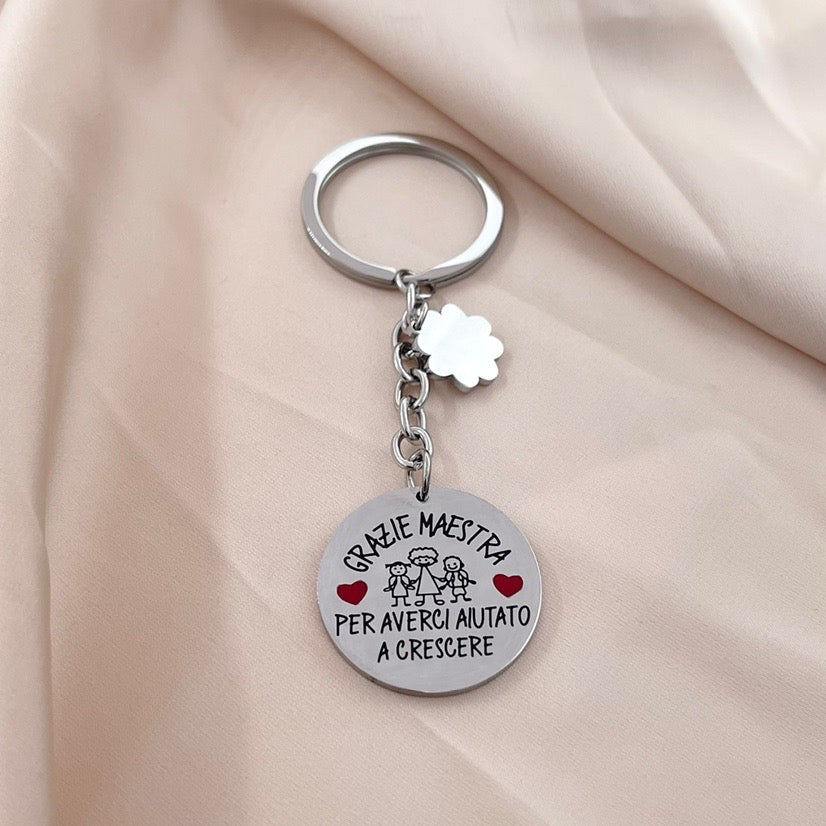 GRAZIE MAESTRA
PER AVERCI AIUTATO
A CRESCERE